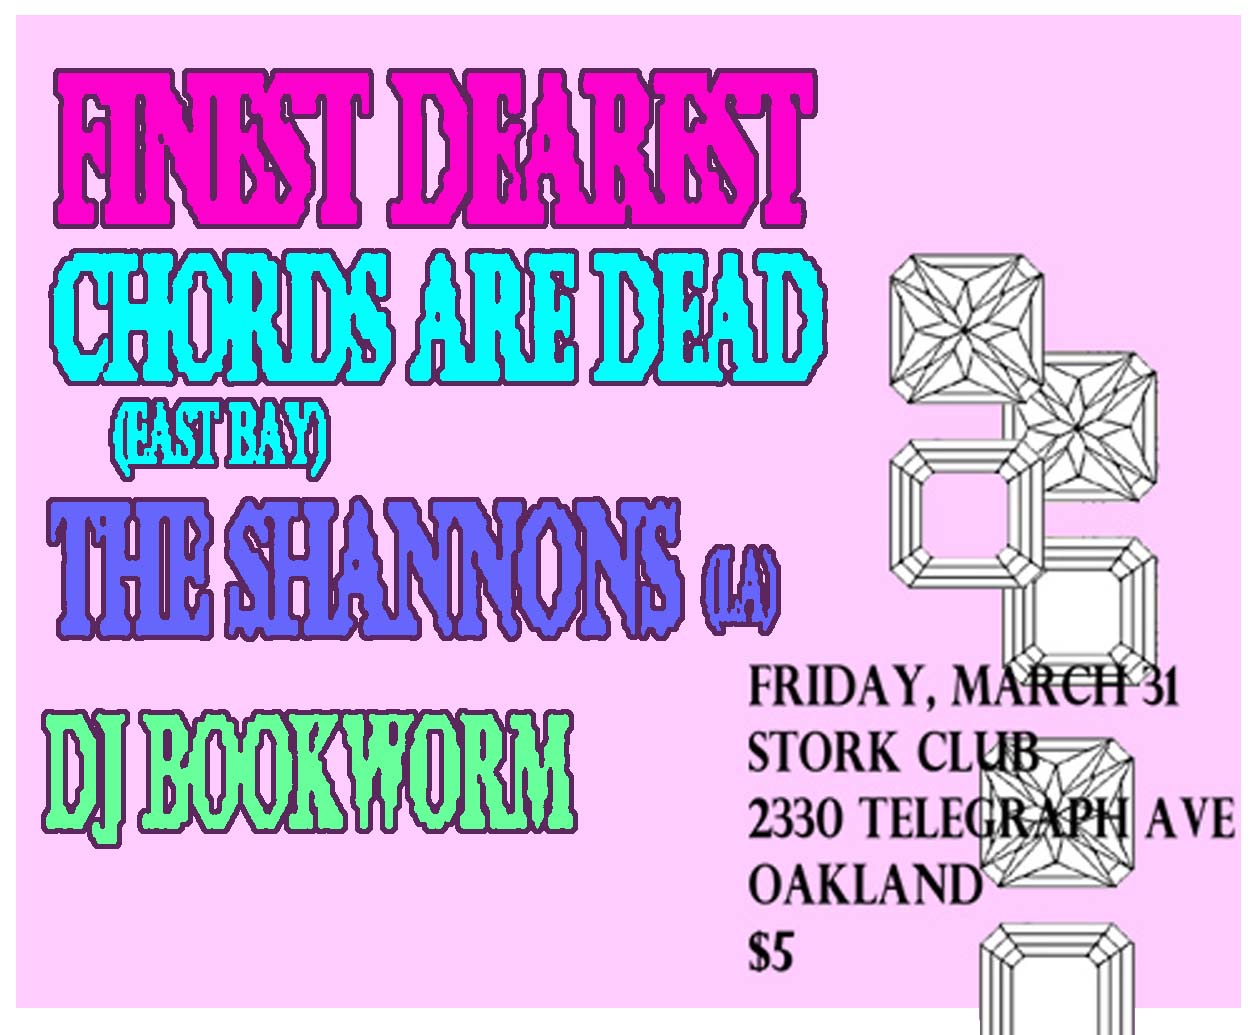 FINEST DEAREST
CHORDS ARE DEAD
(EAST BAY)
THE SHANNONS (LA)
DJ BOOKWORM
FRIDAY, MARCH 31
STORK CLUB
2330 TELEGRAPH AVE
OAKLAND
$5